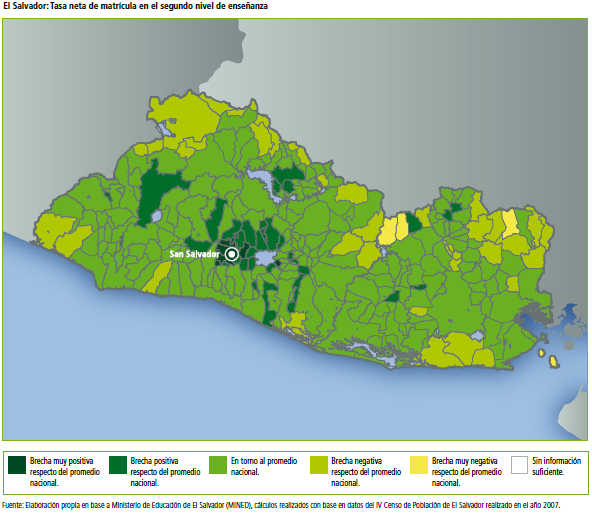 El Salvador: Tasa neta de matrícula en el segundo nivel de enseñanza
San Salvador
Brecha muy positiva
respecto del promedio
nacional.
Brecha positiva
respecto del promedio
nacional.
En torno al promedio
nacional.
Brecha negativa
respecto del promedio
nacional.
Brecha muy negativa
respecto del promedio
nacional.
Sin información
suficiente.
Fuente: Elaboración propia en base a Ministerio de Educación de El Salvador (MINED), cálculos realizados con base en datos del IV Censo de Población de El Salvador realizado en el año 2007.